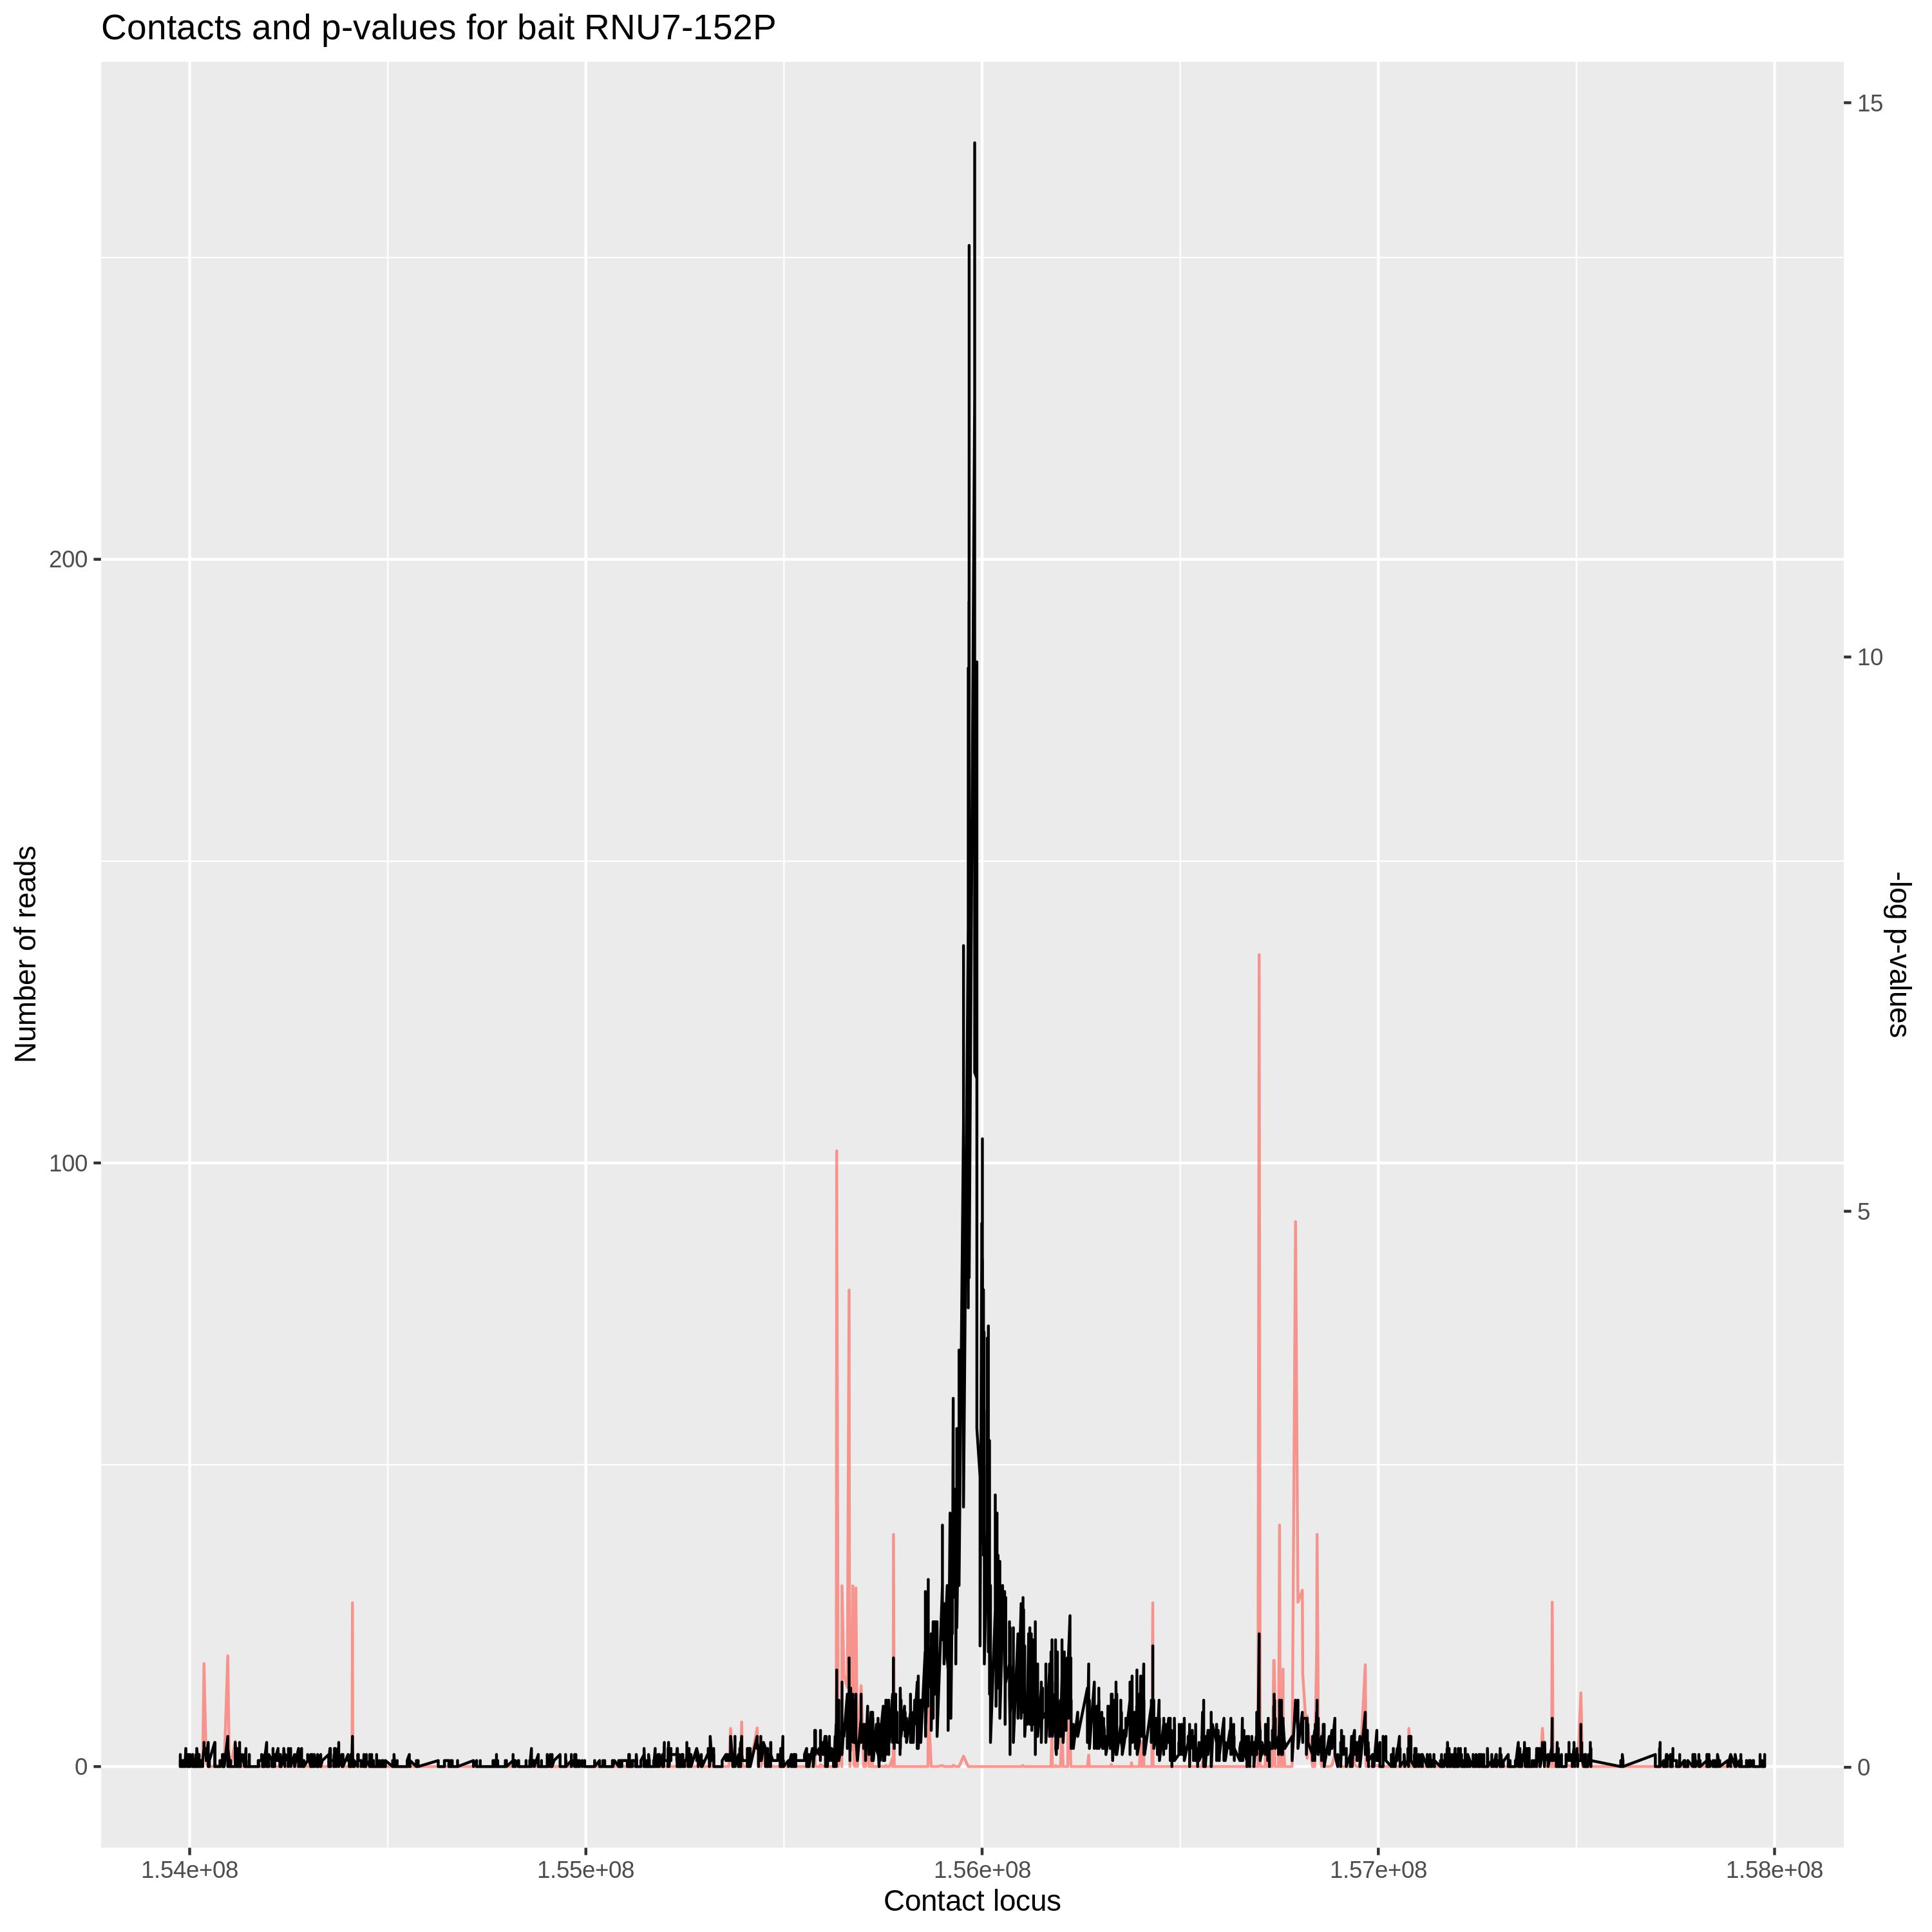 Contacts and p-values for bait RNU7-152P
15
200
10
Number of reads
-log p-values
5
100
0
0
1.54e+08
1.55e+08
1.56e+08
1.57e+08
1.58e+08
Contact locus